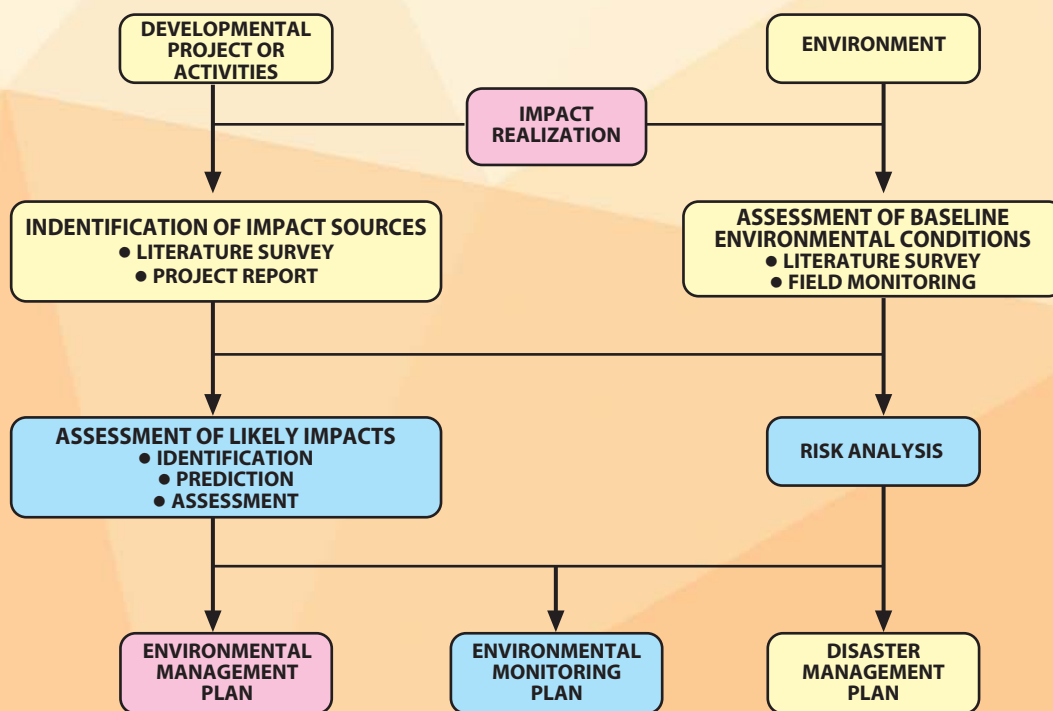 DEVELOPMENTAL
PROJECT OR
ACTIVITIES
ENVIRONMENT
IMPACT
REALIZATION
INDENTIFICATION OF IMPACT SOURCES
● LITERATURE SURVEY
● PROJECT REPORT
ASSESSMENT OF BASELINE
ENVIRONMENTAL CONDITIONS
● LITERATURE SURVEY
● FIELD MONITORING
ASSESSMENT OF LIKELY IMPACTS
● IDENTIFICATION
● PREDICTION
● ASSESSMENT
RISK ANALYSIS
ENVIRONMENTAL
MANAGEMENT
PLAN
ENVIRONMENTAL
MONITORING
PLAN
DISASTER
MANAGEMENT
PLAN